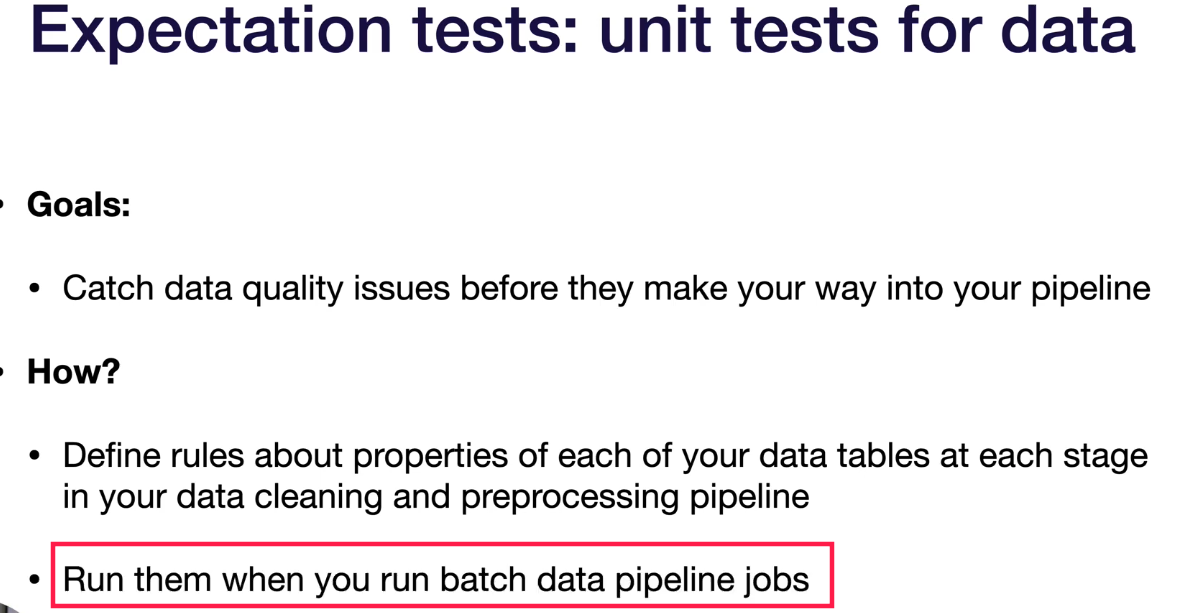 Expectation tests: unit tests for data
• Goals:
• Catch data quality issues before they make your way into your pipeline
• How?
• Define rules about properties of each of your data tables at each stage
in your data cleaning and preprocessing pipeline
• Run them when you run batch data pipeline jobs